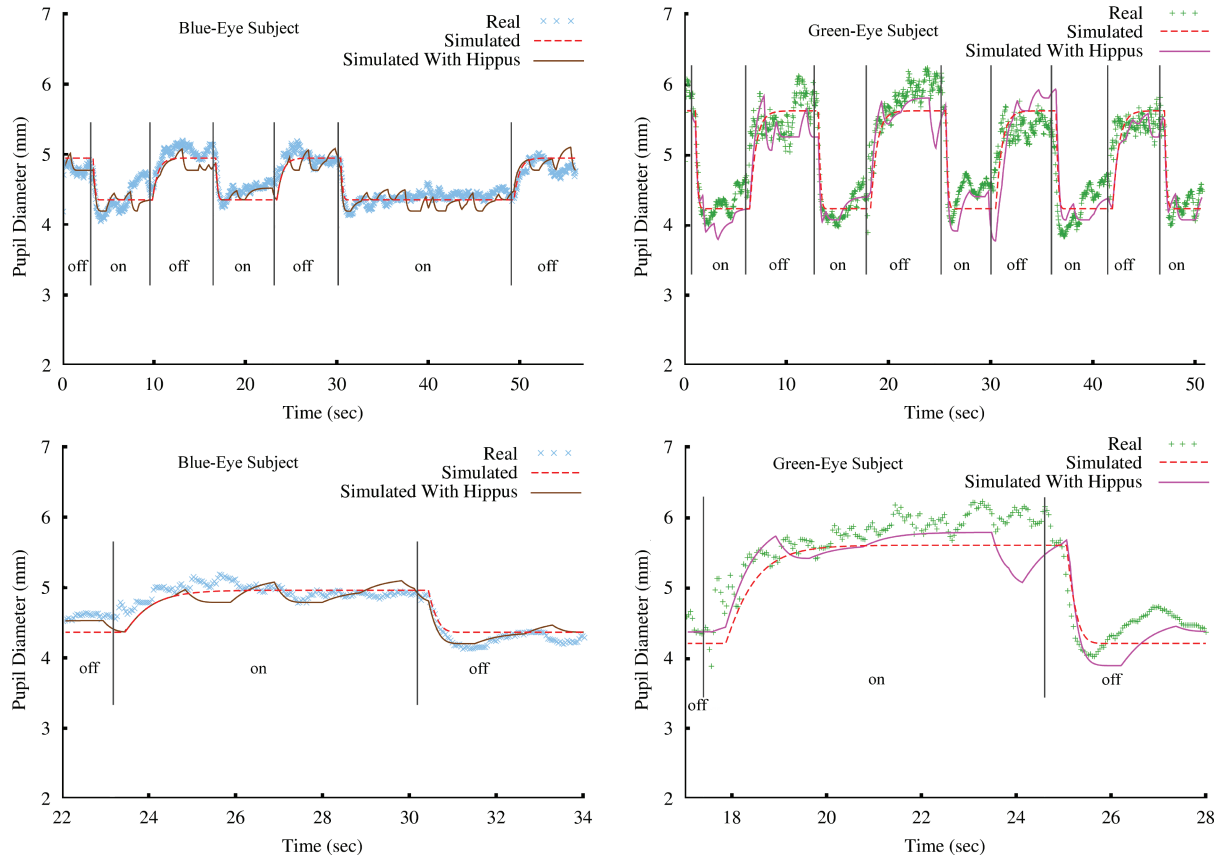 Blue-Eye Subject
Real
Simulated
Simulated With Hippus
Pupil Diameter (mm)
7
6
5
4
3
2
off on off on off on off
0 10 20 30 40 50
Time (sec)
Green-Eye Subject
Real
Simulated
Simulated With Hippus
Pupil Diameter (mm)
7
6
5
4
3
2
on off on off on off on off on
0 10 20 30 40 50
Time (sec)
Blue-Eye Subject
Real
Simulated
Simulated With Hippus
Pupil Diameter (mm)
7
6
5
4
3
2
off on off
22 24 26 28 30 32 34
Time (sec)
Green-Eye Subject
Real
Simulated
Simulated With Hippus
Pupil Diameter (mm)
7
6
5
4
3
2
off on off
18 20 22 24 26 28
Time (sec)